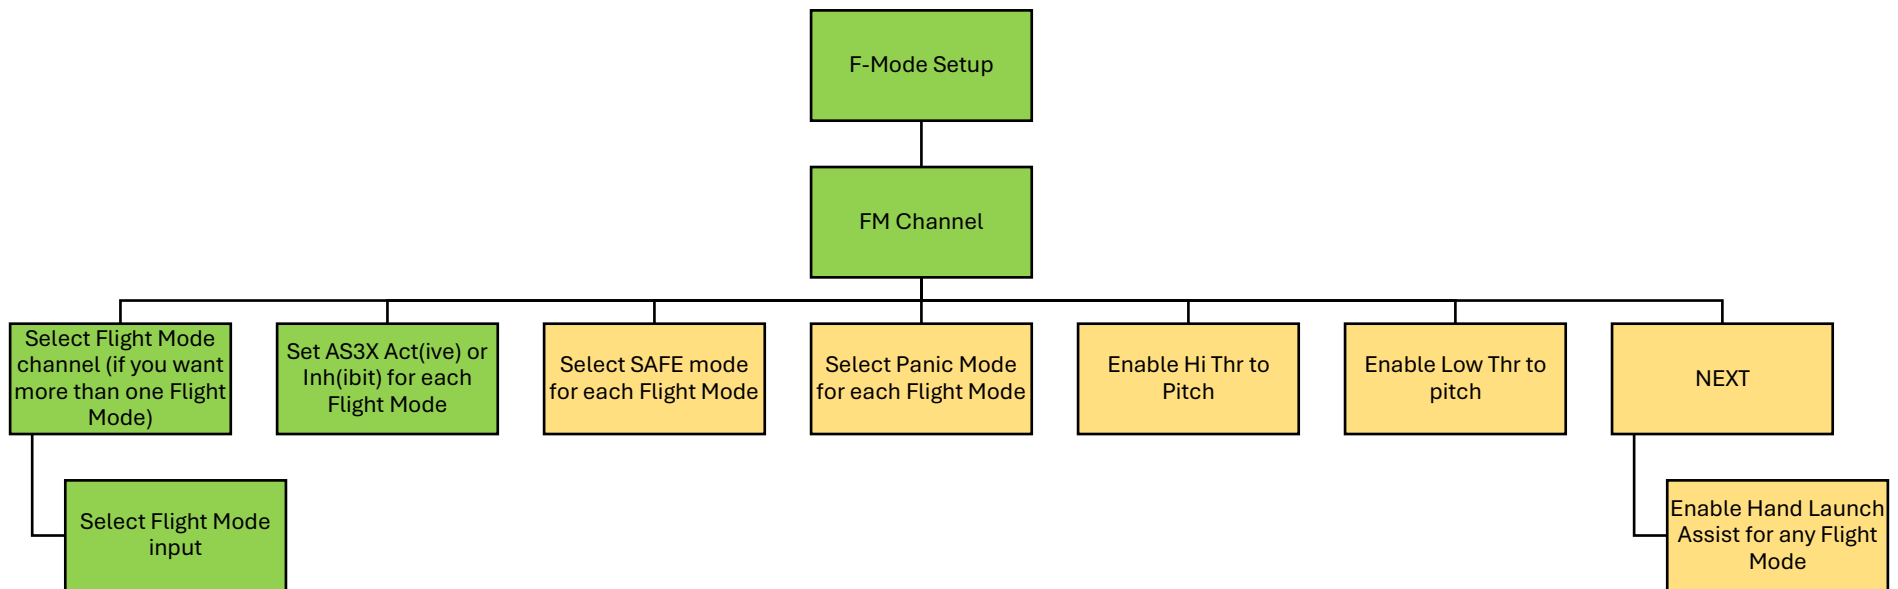 F-Mode Setup
FM Channel
Select Flight Mode
channel (if you want
more than one Flight
Mode)
Set AS3X Act(ive) or
Inh(ibit) for each
Flight Mode
Select SAFE mode
for each Flight Mode
Select Panic Mode
for each Flight Mode
Enable Hi Thr to
Pitch
Enable Low Thr to
pitch
NEXT
Select Flight Mode
input
Enable Hand Launch
Assist for any Flight
Mode